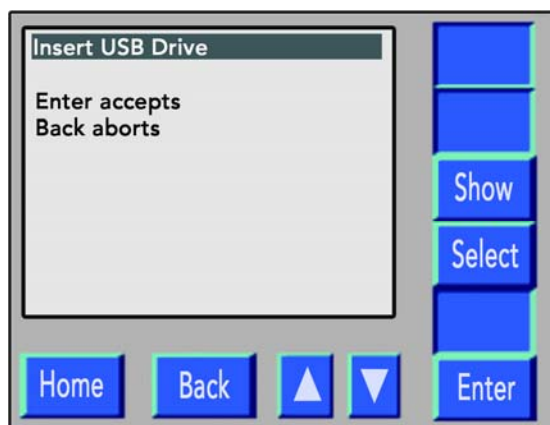 Insert USB Drive
Enter accepts
Back aborts
Show
Select
Home
Back
Enter